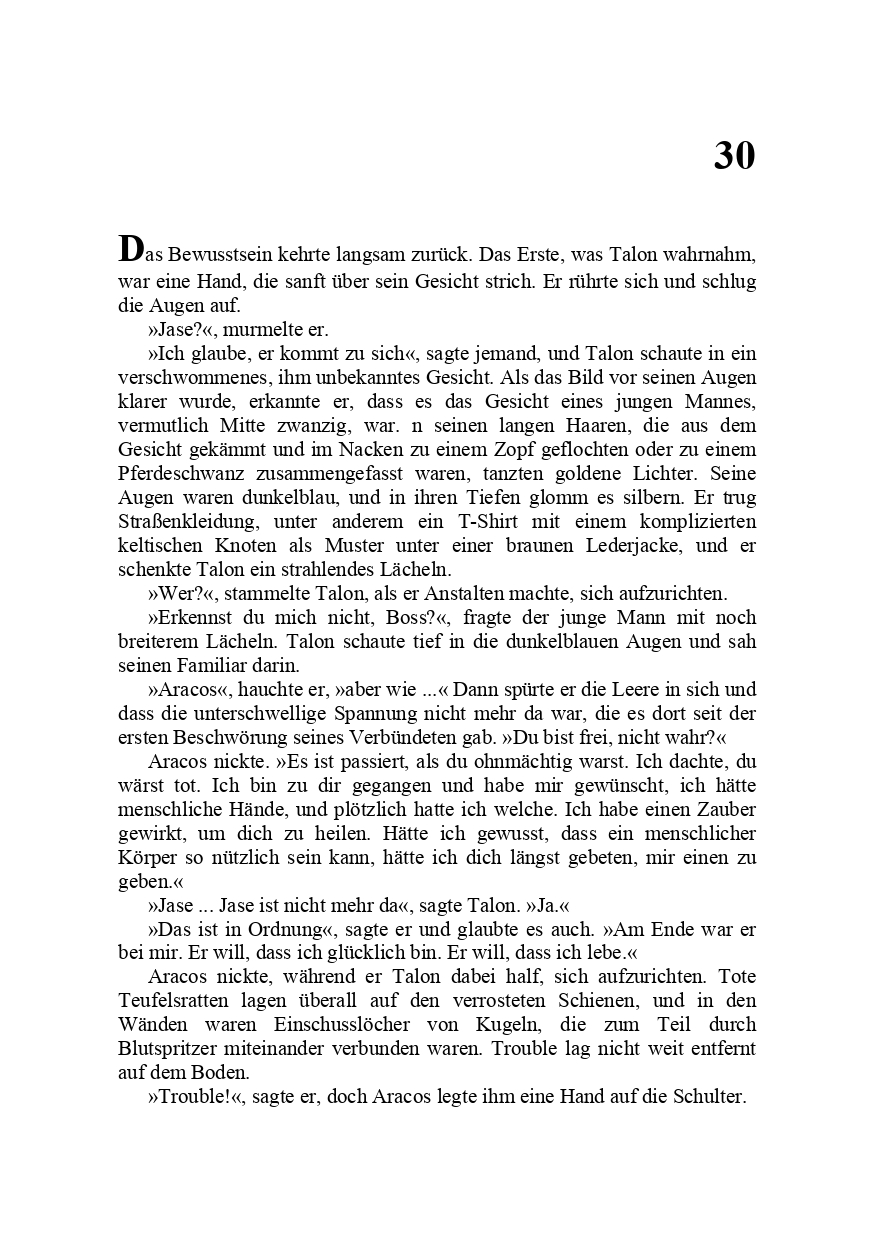 30
Das Bewusstsein kehrte langsam zurück. Das Erste, was Talon wahrnahm,
war eine Hand, die sanft über sein Gesicht strich. Er rührte sich und schlug
die Augen auf.
»Jase?«, murmelte er.
»Ich glaube, er kommt zu sich«, sagte jemand, und Talon schaute in ein
verschwommenes, ihm unbekanntes Gesicht. Als das Bild vor seinen Augen
klarer wurde, erkannte er, dass es das Gesicht eines jungen Mannes,
vermutlich Mitte zwanzig, war. n seinen langen Haaren, die aus dem
Gesicht gekämmt und im Nacken zu einem Zopf geflochten oder zu einem
Pferdeschwanz zusammengefasst waren, tanzten goldene Lichter. Seine
Augen waren dunkelblau, und in ihren Tiefen glomm es silbern. Er trug
Straßenkleidung, unter anderem ein T-Shirt mit einem komplizierten
keltischen Knoten als Muster unter einer braunen Lederjacke, und er
schenkte Talon ein strahlendes Lächeln.
»Wer?«, stammelte Talon, als er Anstalten machte, sich aufzurichten.
»Erkennst du mich nicht, Boss?«, fragte der junge Mann mit noch
breiterem Lächeln. Talon schaute tief in die dunkelblauen Augen und sah
seinen Familiar darin.
»Aracos«, hauchte er, »aber wie ...« Dann spürte er die Leere in sich und
dass die unterschwellige Spannung nicht mehr da war, die es dort seit der
ersten Beschwörung seines Verbündeten gab. »Du bist frei, nicht wahr?«
Aracos nickte. »Es ist passiert, als du ohnmächtig warst. Ich dachte, du
wärst tot. Ich bin zu dir gegangen und habe mir gewünscht, ich hätte
menschliche Hände, und plötzlich hatte ich welche. Ich habe einen Zauber
gewirkt, um dich zu heilen. Hätte ich gewusst, dass ein menschlicher
Körper so nützlich sein kann, hätte ich dich längst gebeten, mir einen zu
geben.«
»Jase ... Jase ist nicht mehr da«, sagte Talon. »Ja.«
»Das ist in Ordnung«, sagte er und glaubte es auch. »Am Ende war er
bei mir. Er will, dass ich glücklich bin. Er will, dass ich lebe.«
Aracos nickte, während er Talon dabei half, sich aufzurichten. Tote
Teufelsratten lagen überall auf den verrosteten Schienen, und in den
Wänden waren Einschusslöcher von Kugeln, die zum Teil durch
Blutspritzer miteinander verbunden waren. Trouble lag nicht weit entfernt
auf dem Boden.
»Trouble!«, sagte er, doch Aracos legte ihm eine Hand auf die Schulter.